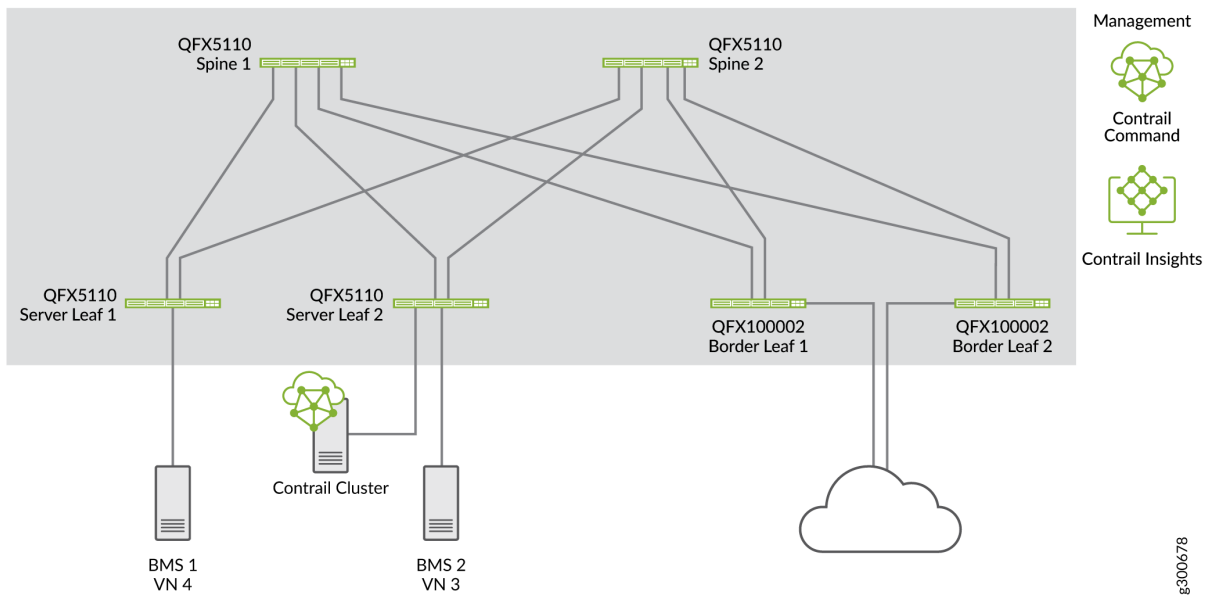 QFX5110
Spine 1
QFX5110
Spine 2
Management
Contrail
Command
Contrail Insights
QFX5110
Server Leaf 1
QFX5110
Server Leaf 2
QFX100002
Border Leaf 1
QFX100002
Border Leaf 2
Contrail Cluster
BMS 1
VN 4
BMS 2
VN 3
g300678